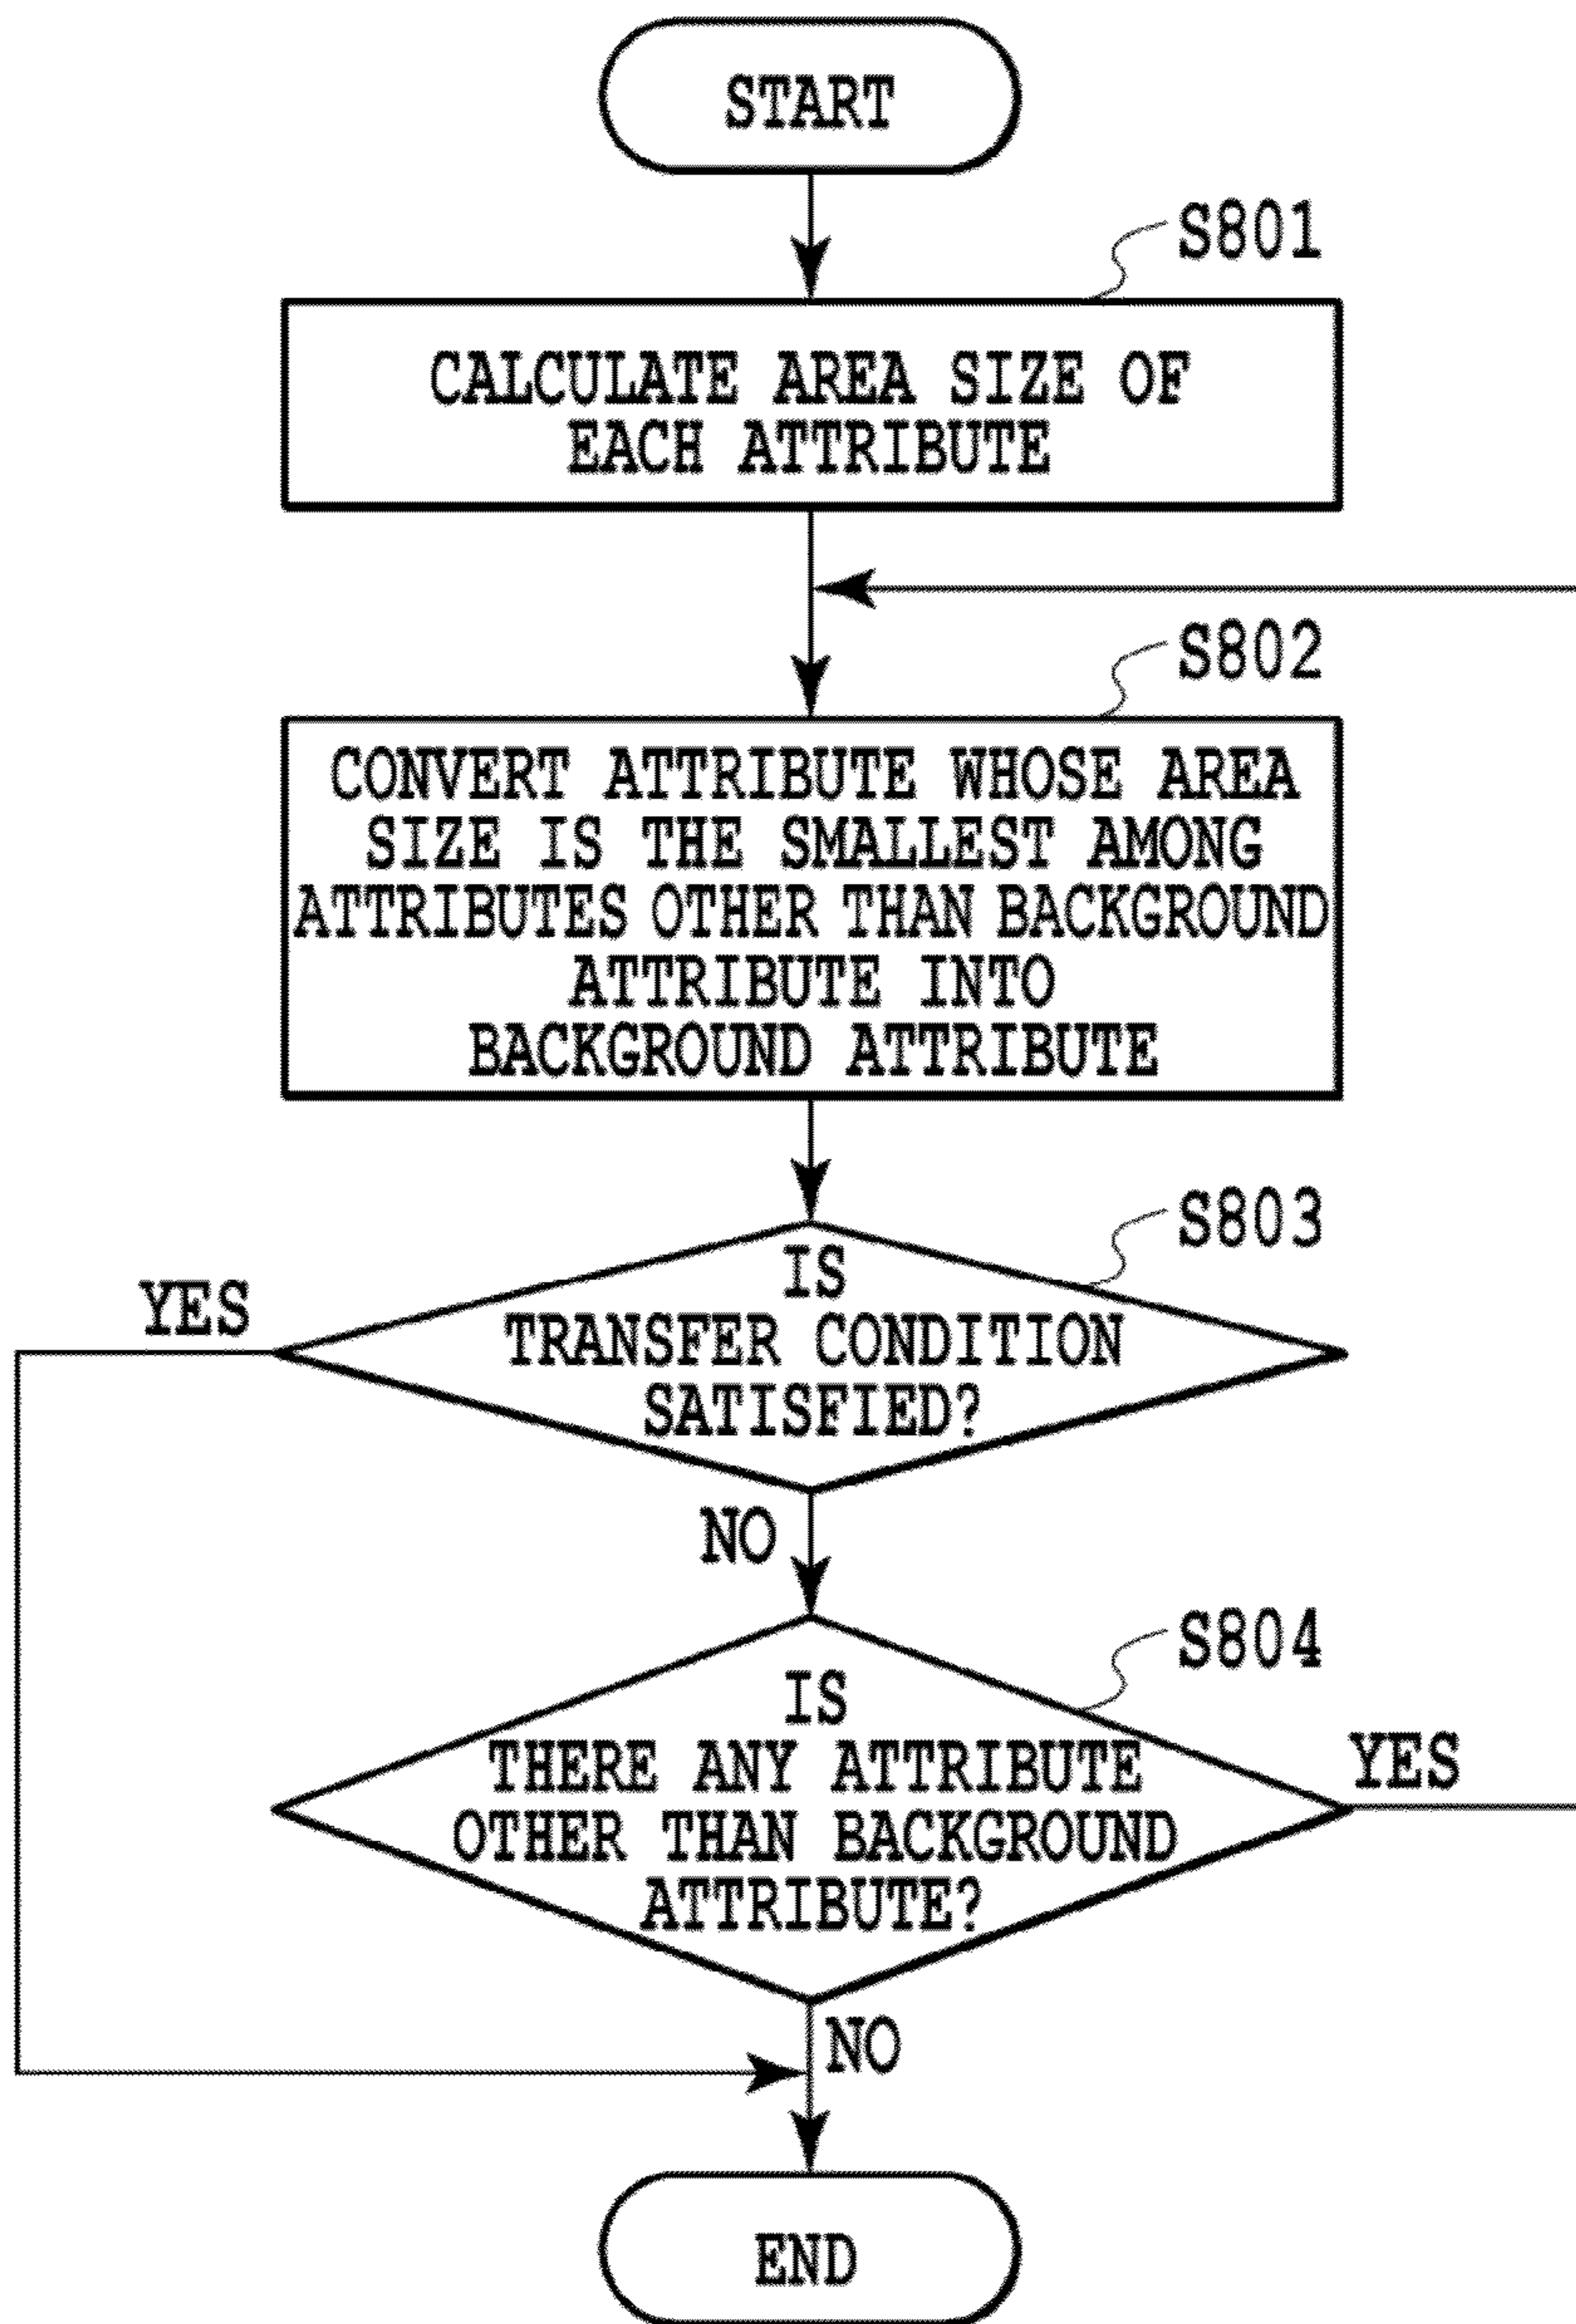 START
S801
CALCULATE AREA SIZE OF
EACH ATTRIBUTE
S802
CONVERT ATTRIBUTE WHOSE AREA
SIZE IS THE SMALLEST AMONG
ATTRIBUTES OTHER THAN BACKGROUND
ATTRIBUTE INTO
BACKGROUND ATTRIBUTE
S803
YES
IS
TRANSFER CONDITION
SATISFIED?
NO
S804
IS
THERE ANY ATTRIBUTE
OTHER THAN BACKGROUND
ATTRIBUTE?
YES
NO
END